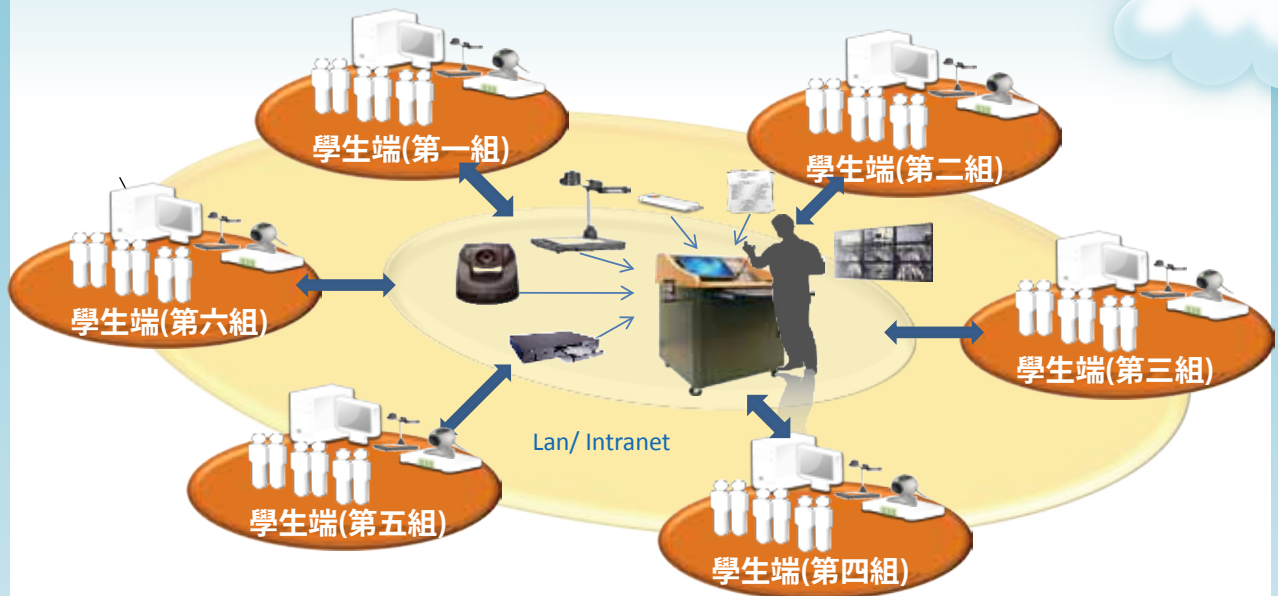 學生端(第一組)
學生端(第二組)
學生端(第六組)
學生端(第三組)
Lan/ Intranet
學生端(第五組)
學生端(第四組)